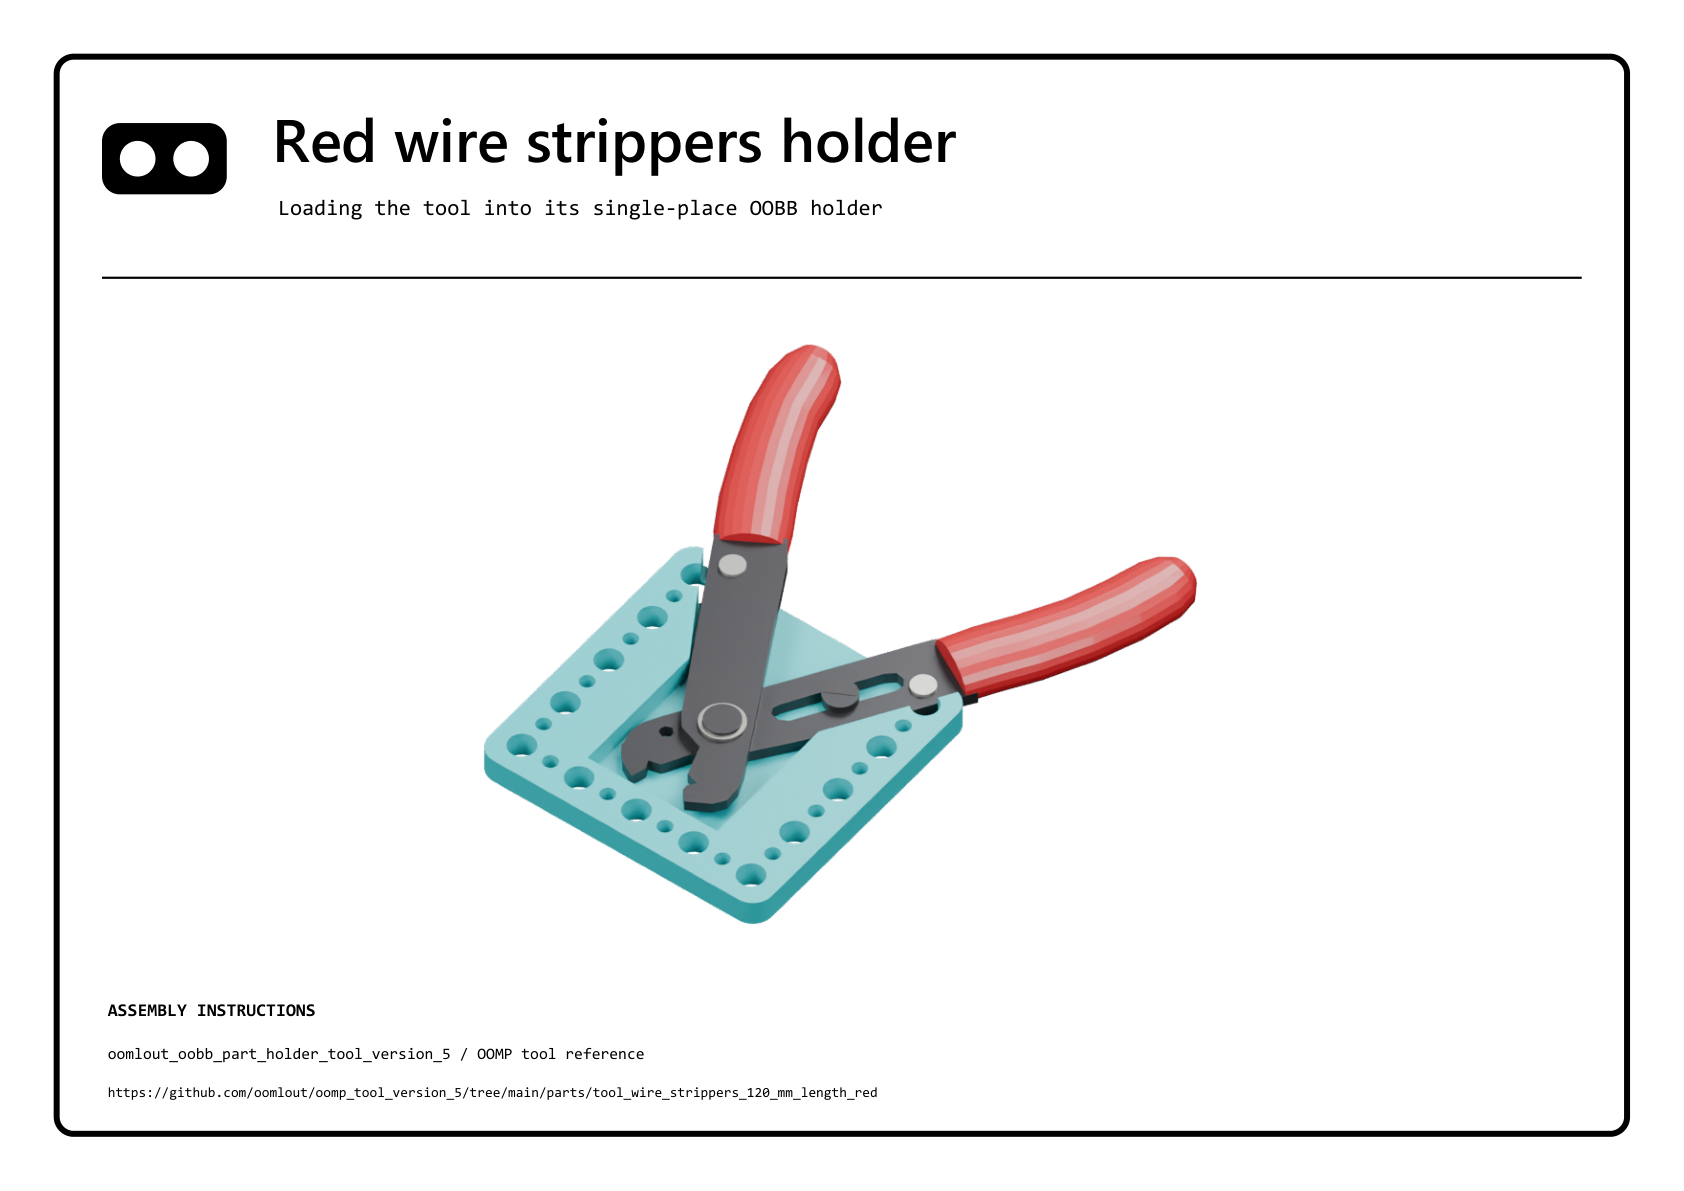 Red wire strippers holder
Loading the tool into its single-place OOBB holder
ASSEMBLY INSTRUCTIONS
oomlout_oobb_part_holder_tool_version_5 / OOMP tool reference
https://github.com/oomlout/oomp_tool_version_5/tree/main/parts/tool_wire_strippers_120_mm_length_red